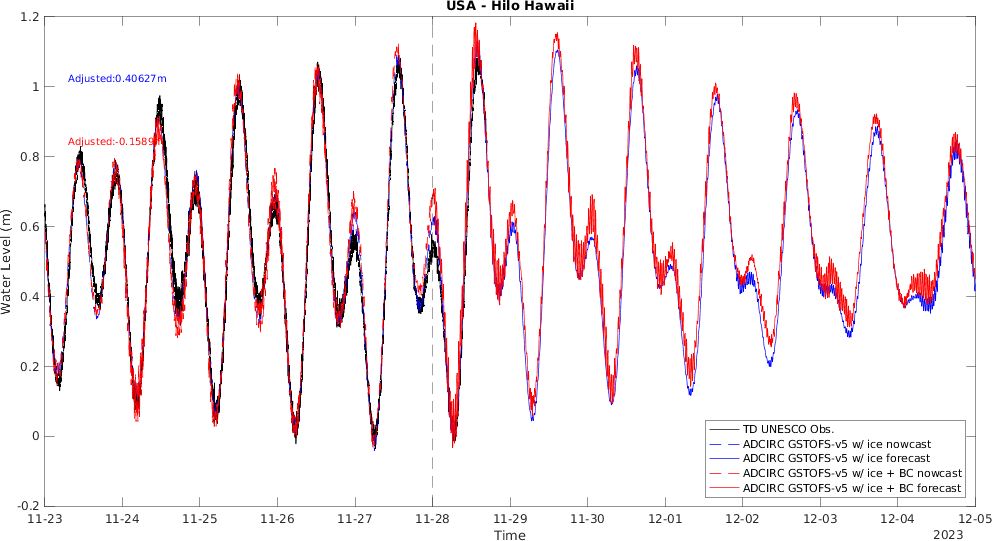 USA - Hilo Hawaii
1.2
1
0.8
0.6
0.4
0.2
0
-0.2
Water Level (m)
Adjusted:0.40627m
Adjusted:-0.1589
TD UNESCO Obs.
ADCIRC GSTOFS-v5 w/ ice nowcast
ADCIRC GSTOFS-v5 w/ ice forecast
ADCIRC GSTOFS-v5 w/ ice + BC nowcast
ADCIRC GSTOFS-v5 w/ ice + BC forecast
11-23 11-24 11-25 11-26 11-27 11-28 11-29 11-30 12-01 12-02 12-03 12-04 12-05
Time
2023